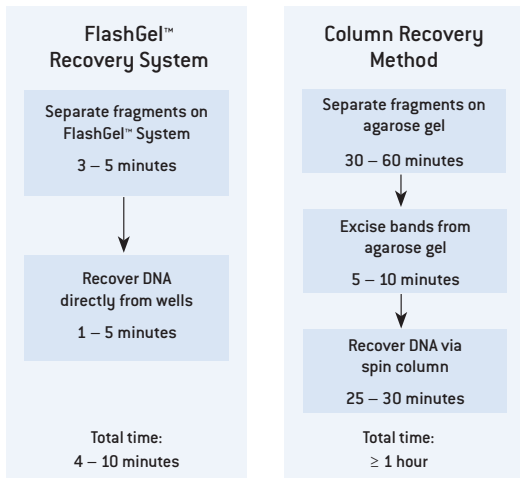 FlashGel™
Recovery System
Separate fragments on
FlashGel™ System
3 – 5 minutes
Recover DNA
directly from wells
1 – 5 minutes
Total time:
4 – 10 minutes
Column Recovery
Method
Separate fragments on
agarose gel
30 – 60 minutes
Excise bands from
agarose gel
5 – 10 minutes
Recover DNA via
spin column
25 – 30 minutes
Total time:
≥ 1 hour